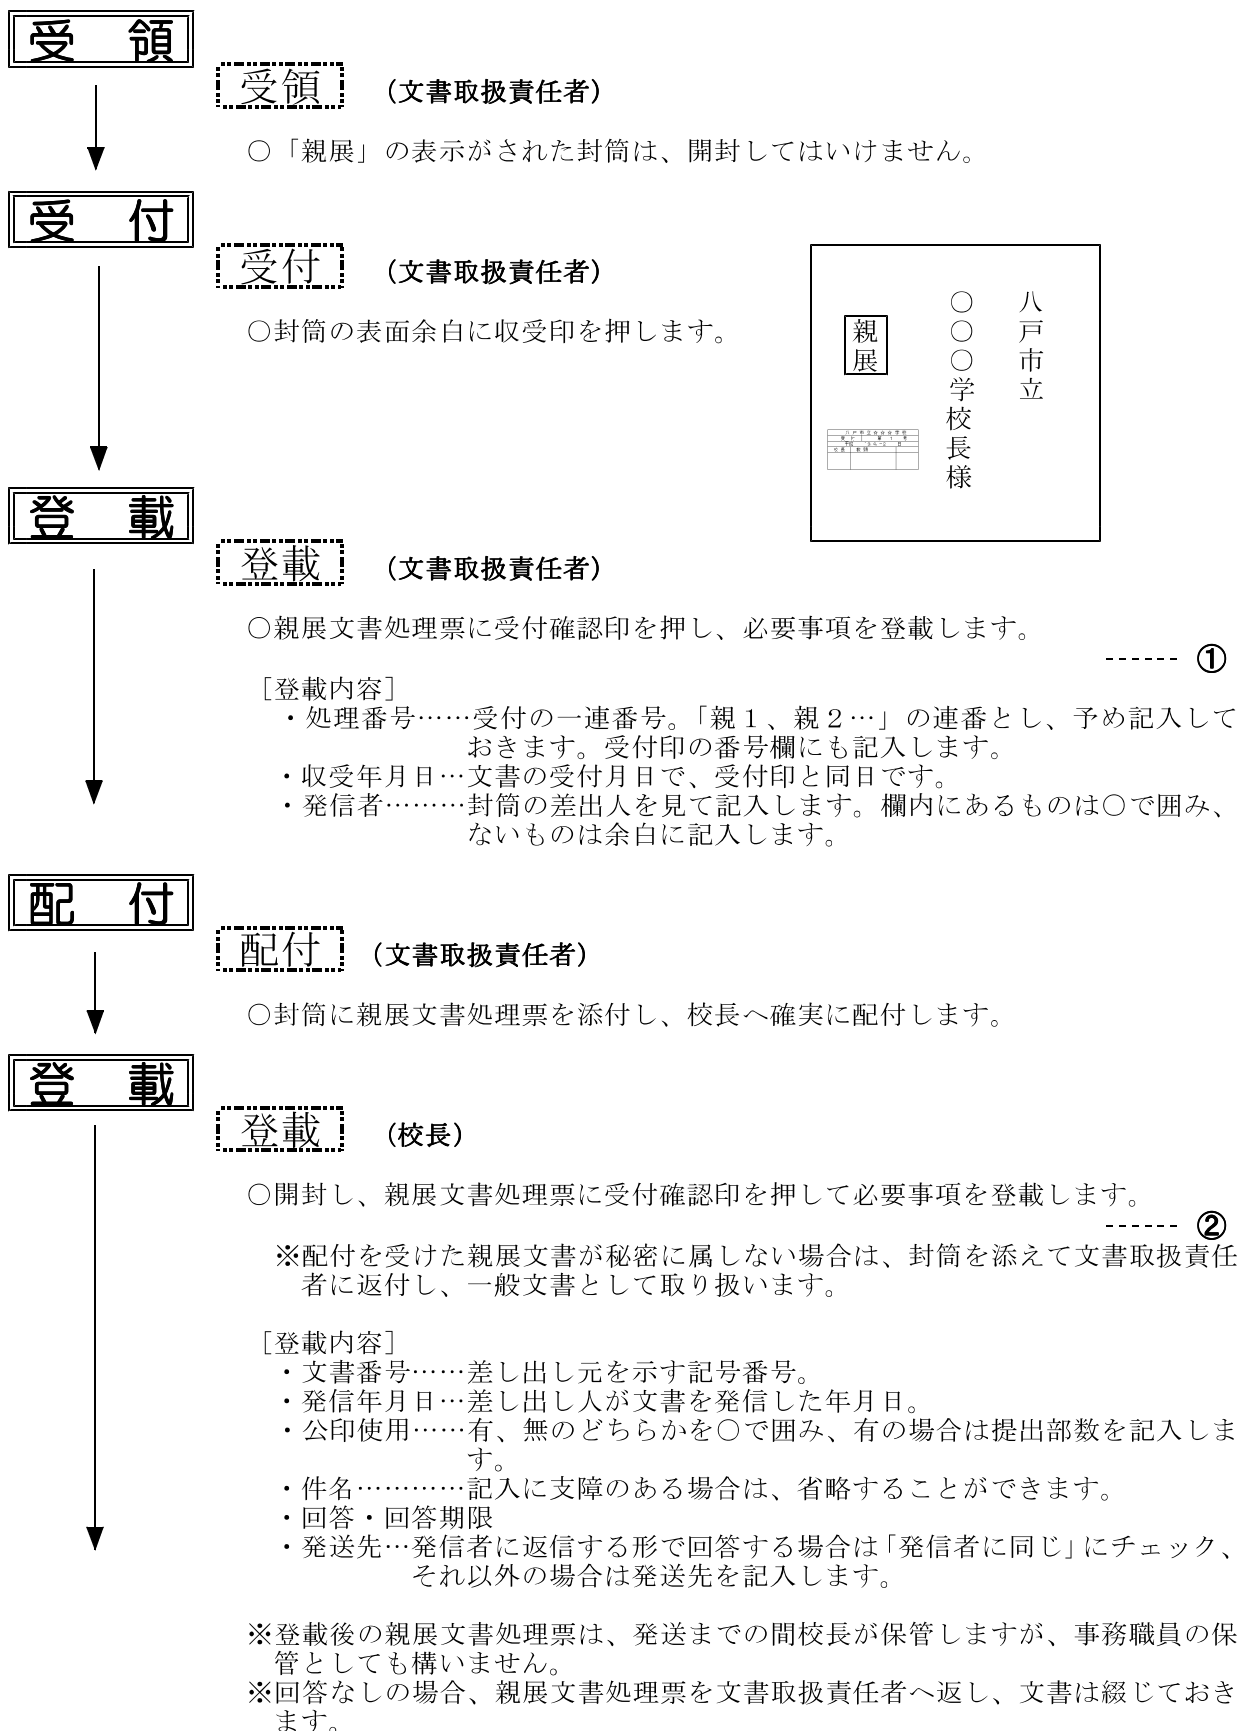 受　領
受領　（文書取扱責任者）
○「親展」の表示がされた封筒は、開封してはいけません。
受　付
受付　（文書取扱責任者）
○封筒の表面余白に収受印を押します。
八戸市立
○○○学校長様
親展
登　載
登載　（文書取扱責任者）
○親展文書処理票に受付確認印を押し、必要事項を登載します。
------ ①
［登載内容］
・処理番号……受付の一連番号。「親１、親２…」の連番とし、予め記入して
おきます。受付印の番号欄にも記入します。
・収受年月日…文書の受付月日で、受付印と同日です。
・発信者………封筒の差出人を見て記入します。欄内にあるものは○で囲み、
ないものは余白に記入します。
配　付
配付　（文書取扱責任者）
○封筒に親展文書処理票を添付し、校長へ確実に配付します。
登　載
登載　（校長）
○開封し、親展文書処理票に受付確認印を押して必要事項を登載します。
------ ②
※配付を受けた親展文書が秘密に属しない場合は、封筒を添えて文書取扱責任
者に返付し、一般文書として取り扱います。
［登載内容］
・文書番号……差し出し元を示す記号番号。
・発信年月日…差し出し人が文書を発信した年月日。
・公印使用……有、無のどちらかを○で囲み、有の場合は提出部数を記入しま
す。
・件名…………記入に支障のある場合は、省略することができます。
・回答・回答期限
・発送先…発信者に返信する形で回答する場合は「発信者に同じ」にチェック、
それ以外の場合は発送先を記入します。
※登載後の親展文書処理票は、発送までの間校長が保管しますが、事務職員の保
管としても構いません。
※回答なしの場合、親展文書処理票を文書取扱責任者へ返し、文書は綴じておき
ます。